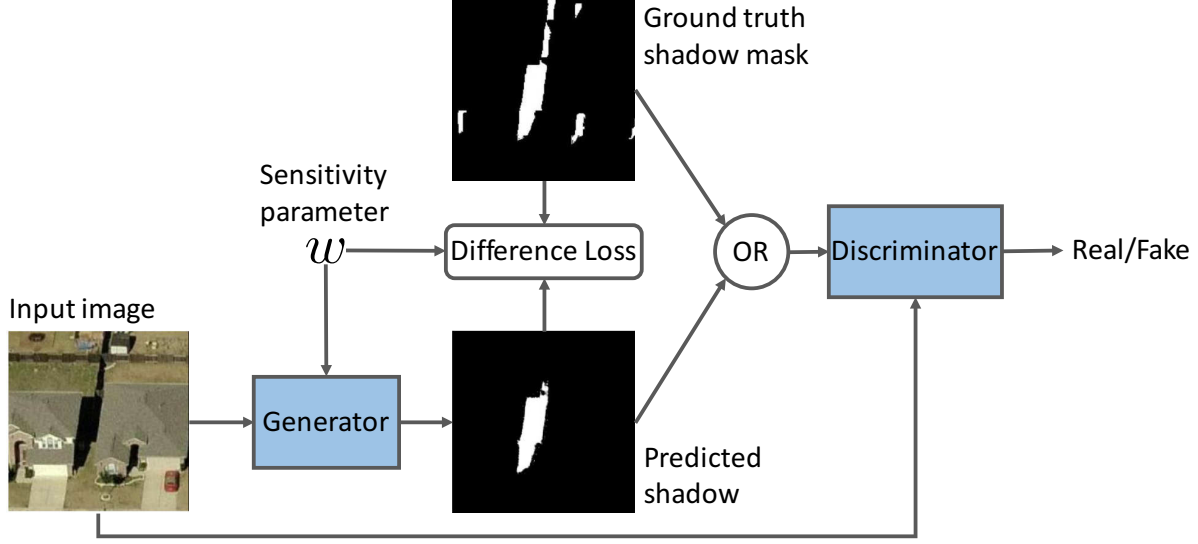 Ground truth
shadow mask
Sensitivity
parameter
w
Difference Loss
OR
Discriminator
Real/Fake
Input image
Generator
Predicted
shadow